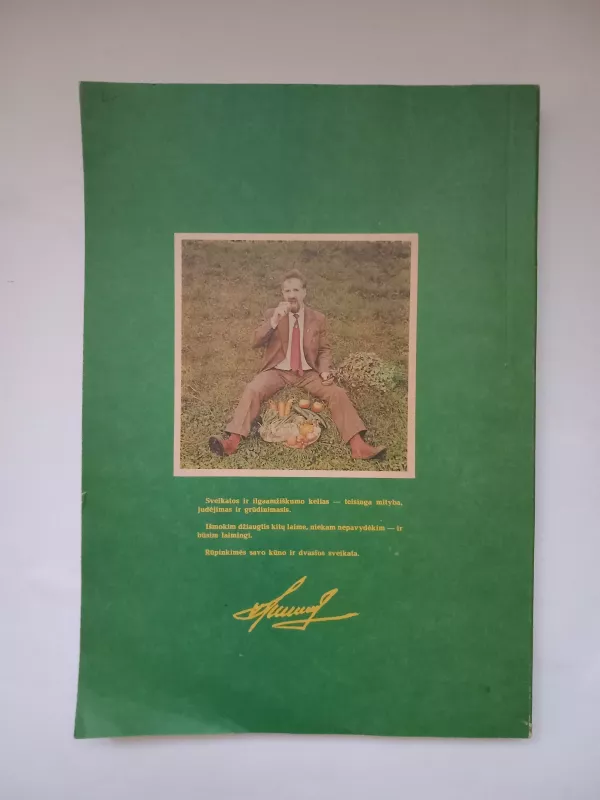 Sveikatos ir ilgaamžiškumo kelias — teisinga mityba,
judėjimas ir grūdinimasis.
Išmokim džiaugtis kitų laime, niekam nepavydėkim — ir
būsim laimingi.
Rūpinkimės savo kūno ir dvasios sveikata.